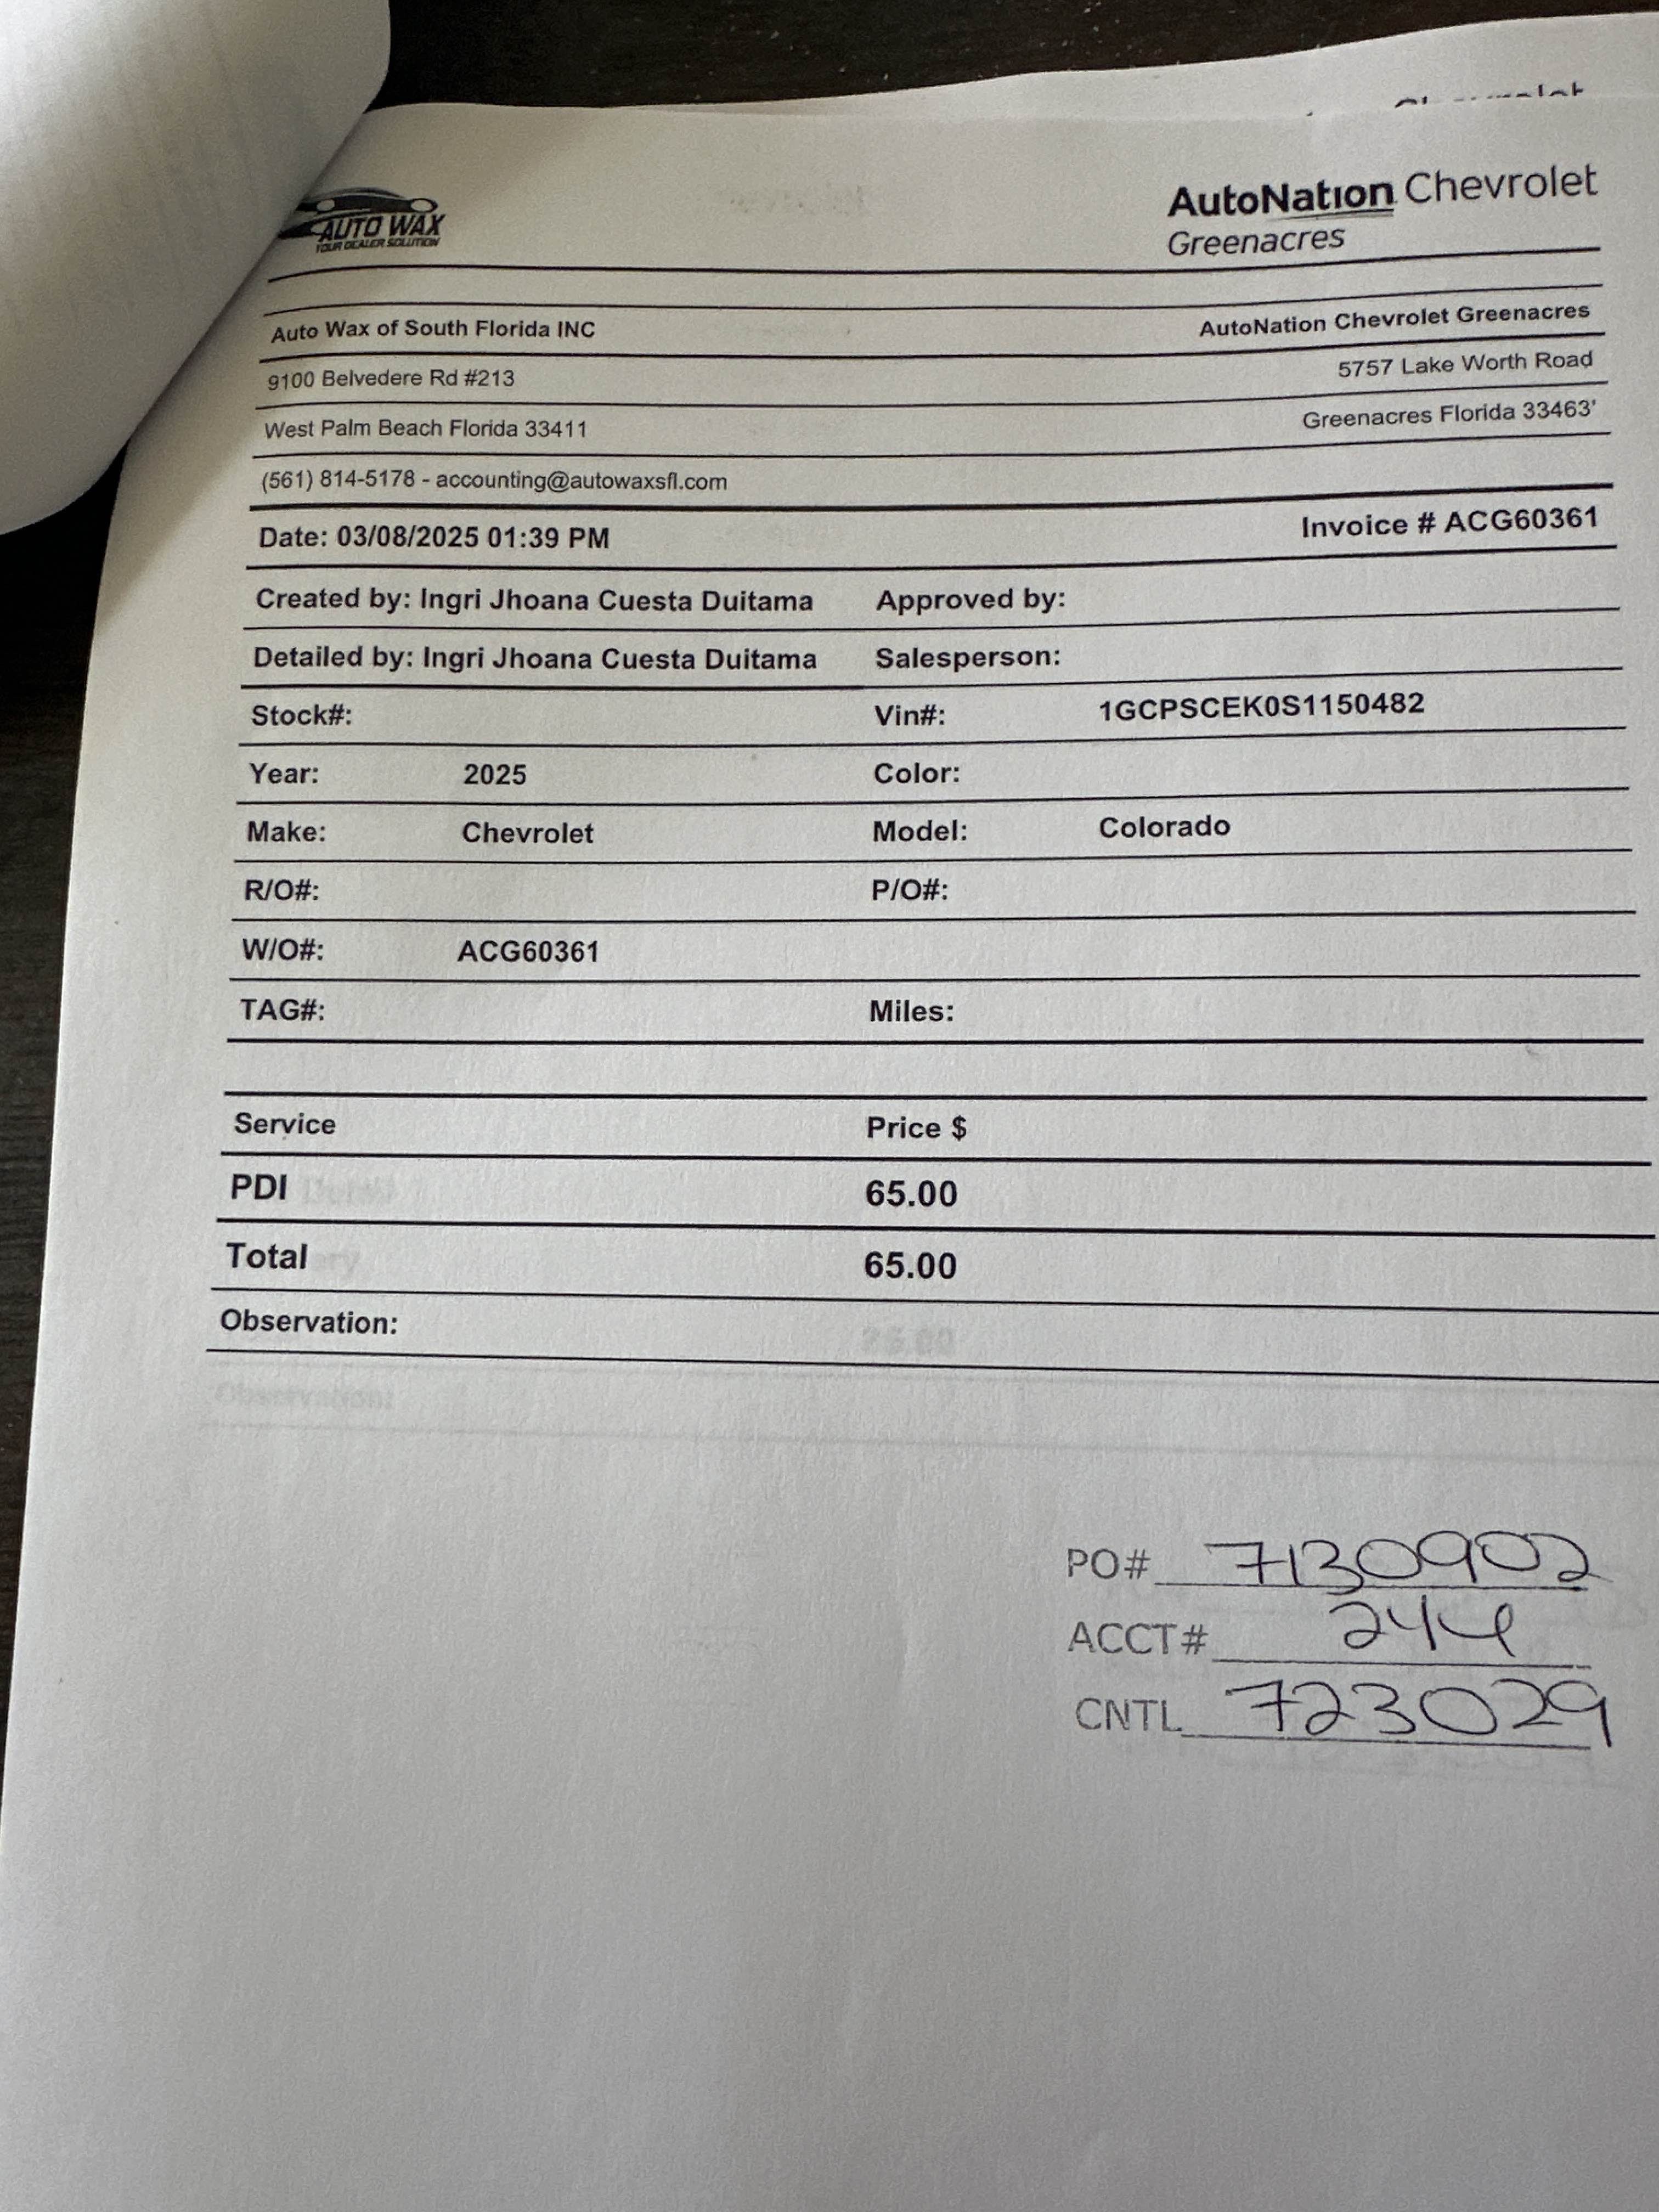 AUTO WAX
YOUR DEALER SOLUTION
AutoNation Chevrolet
Greenacres
Auto Wax of South Florida INC
AutoNation Chevrolet Greenacres
9100 Belvedere Rd #213
5757 Lake Worth Road
West Palm Beach Florida 33411
Greenacres Florida 33463'
(561) 814-5178 - accounting@autowaxsfl.com
Date: 03/08/2025 01:39 PM
Invoice # ACG60361
Created by: Ingri Jhoana Cuesta Duitama Approved by:
Detailed by: Ingri Jhoana Cuesta Duitama Salesperson:
Stock#: Vin#: 1GCPSCEK0S1150482
Year: 2025 Color:
Make: Chevrolet Model: Colorado
R/O#: P/O#:
W/O#: ACG60361
TAG#: Miles:
Service Price $
PDI 65.00
Total 65.00
Observation:
PO# 7130902
ACCT# 244
CNTL 723029